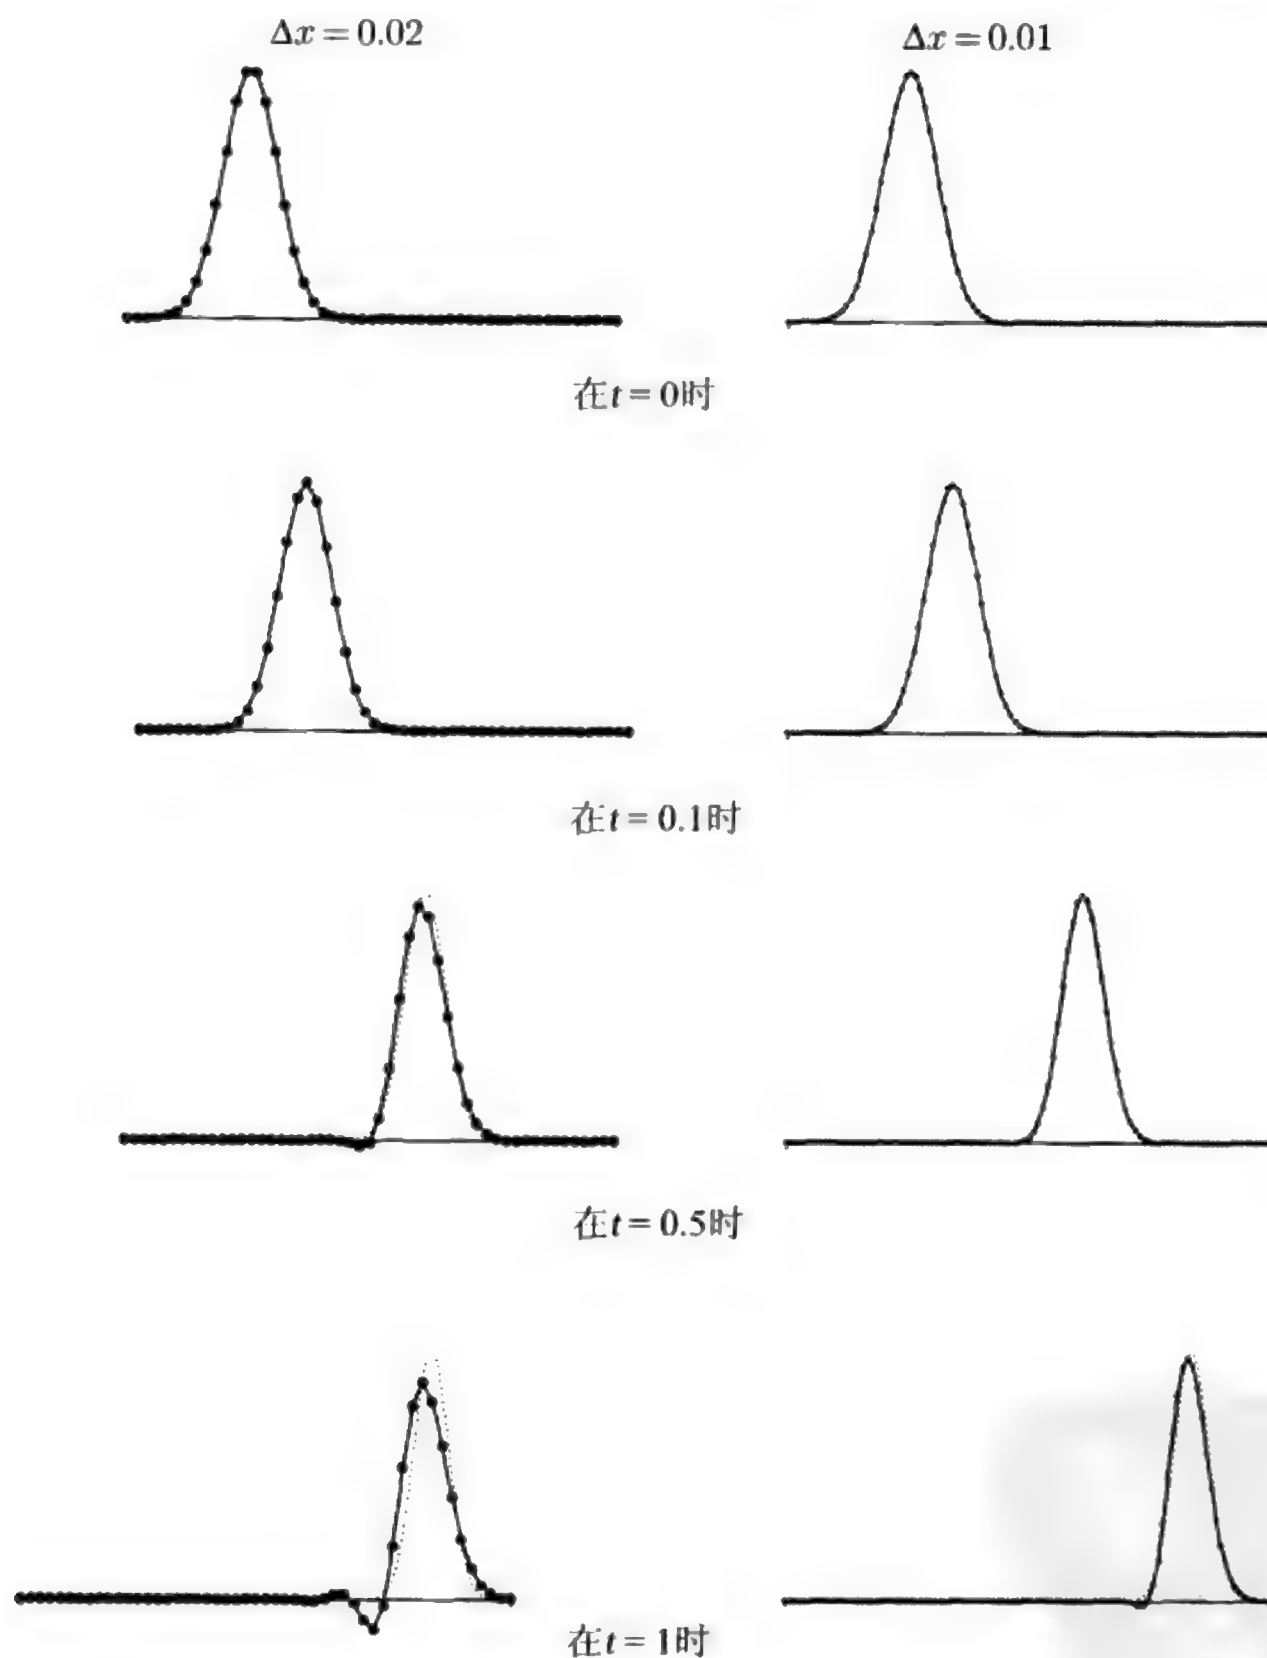 Δx = 0.02
Δx = 0.01
在t = 0时
在t = 0.1时
在t = 0.5时
在t = 1时